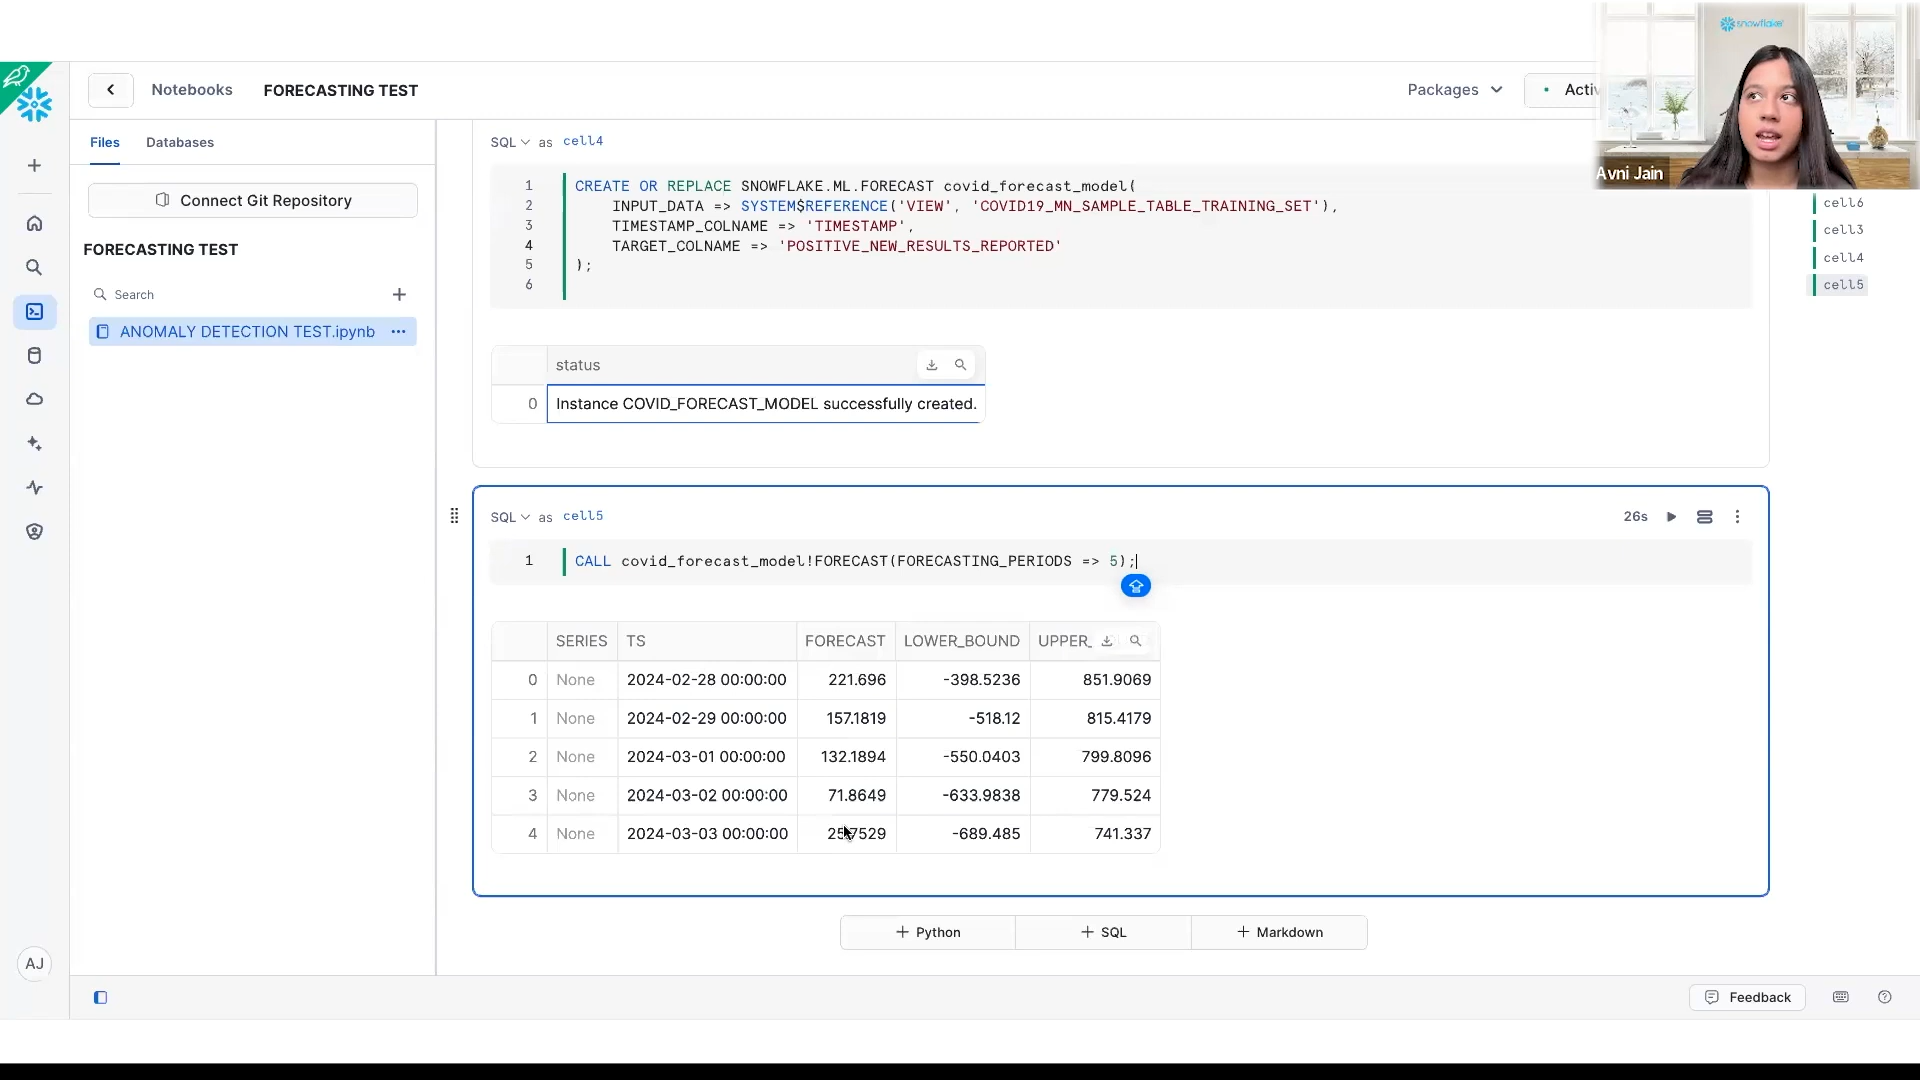 snowflake
Avni Jain
Notebooks
FORECASTING TEST
Packages
Files
Databases
Connect Git Repository
FORECASTING TEST
Search
ANOMALY DETECTION TEST.ipynb
AJ
SQL as cell4
1 CREATE OR REPLACE SNOWFLAKE.ML.FORECAST covid_forecast_model(
2 INPUT_DATA => SYSTEM$REFERENCE('VIEW', 'COVID19_MN_SAMPLE_TABLE_TRAINING_SET'),
3 TIMESTAMP_COLNAME => 'TIMESTAMP',
4 TARGET_COLNAME => 'POSITIVE_NEW_RESULTS_REPORTED'
5 );
6
status
0 Instance COVID_FORECAST_MODEL successfully created.
SQL as cell5
26s
1 CALL covid_forecast_model!FORECAST(FORECASTING_PERIODS => 5);
SERIES TS FORECAST LOWER_BOUND UPPER_
0 None 2024-02-28 00:00:00 221.696 -398.5236 851.9069
1 None 2024-02-29 00:00:00 157.1819 -518.12 815.4179
2 None 2024-03-01 00:00:00 132.1894 -550.0403 799.8096
3 None 2024-03-02 00:00:00 71.8649 -633.9838 779.524
4 None 2024-03-03 00:00:00 -689.485 741.337
+ Python
+ SQL
+ Markdown
cell6
cell3
cell4
cell5
Feedback